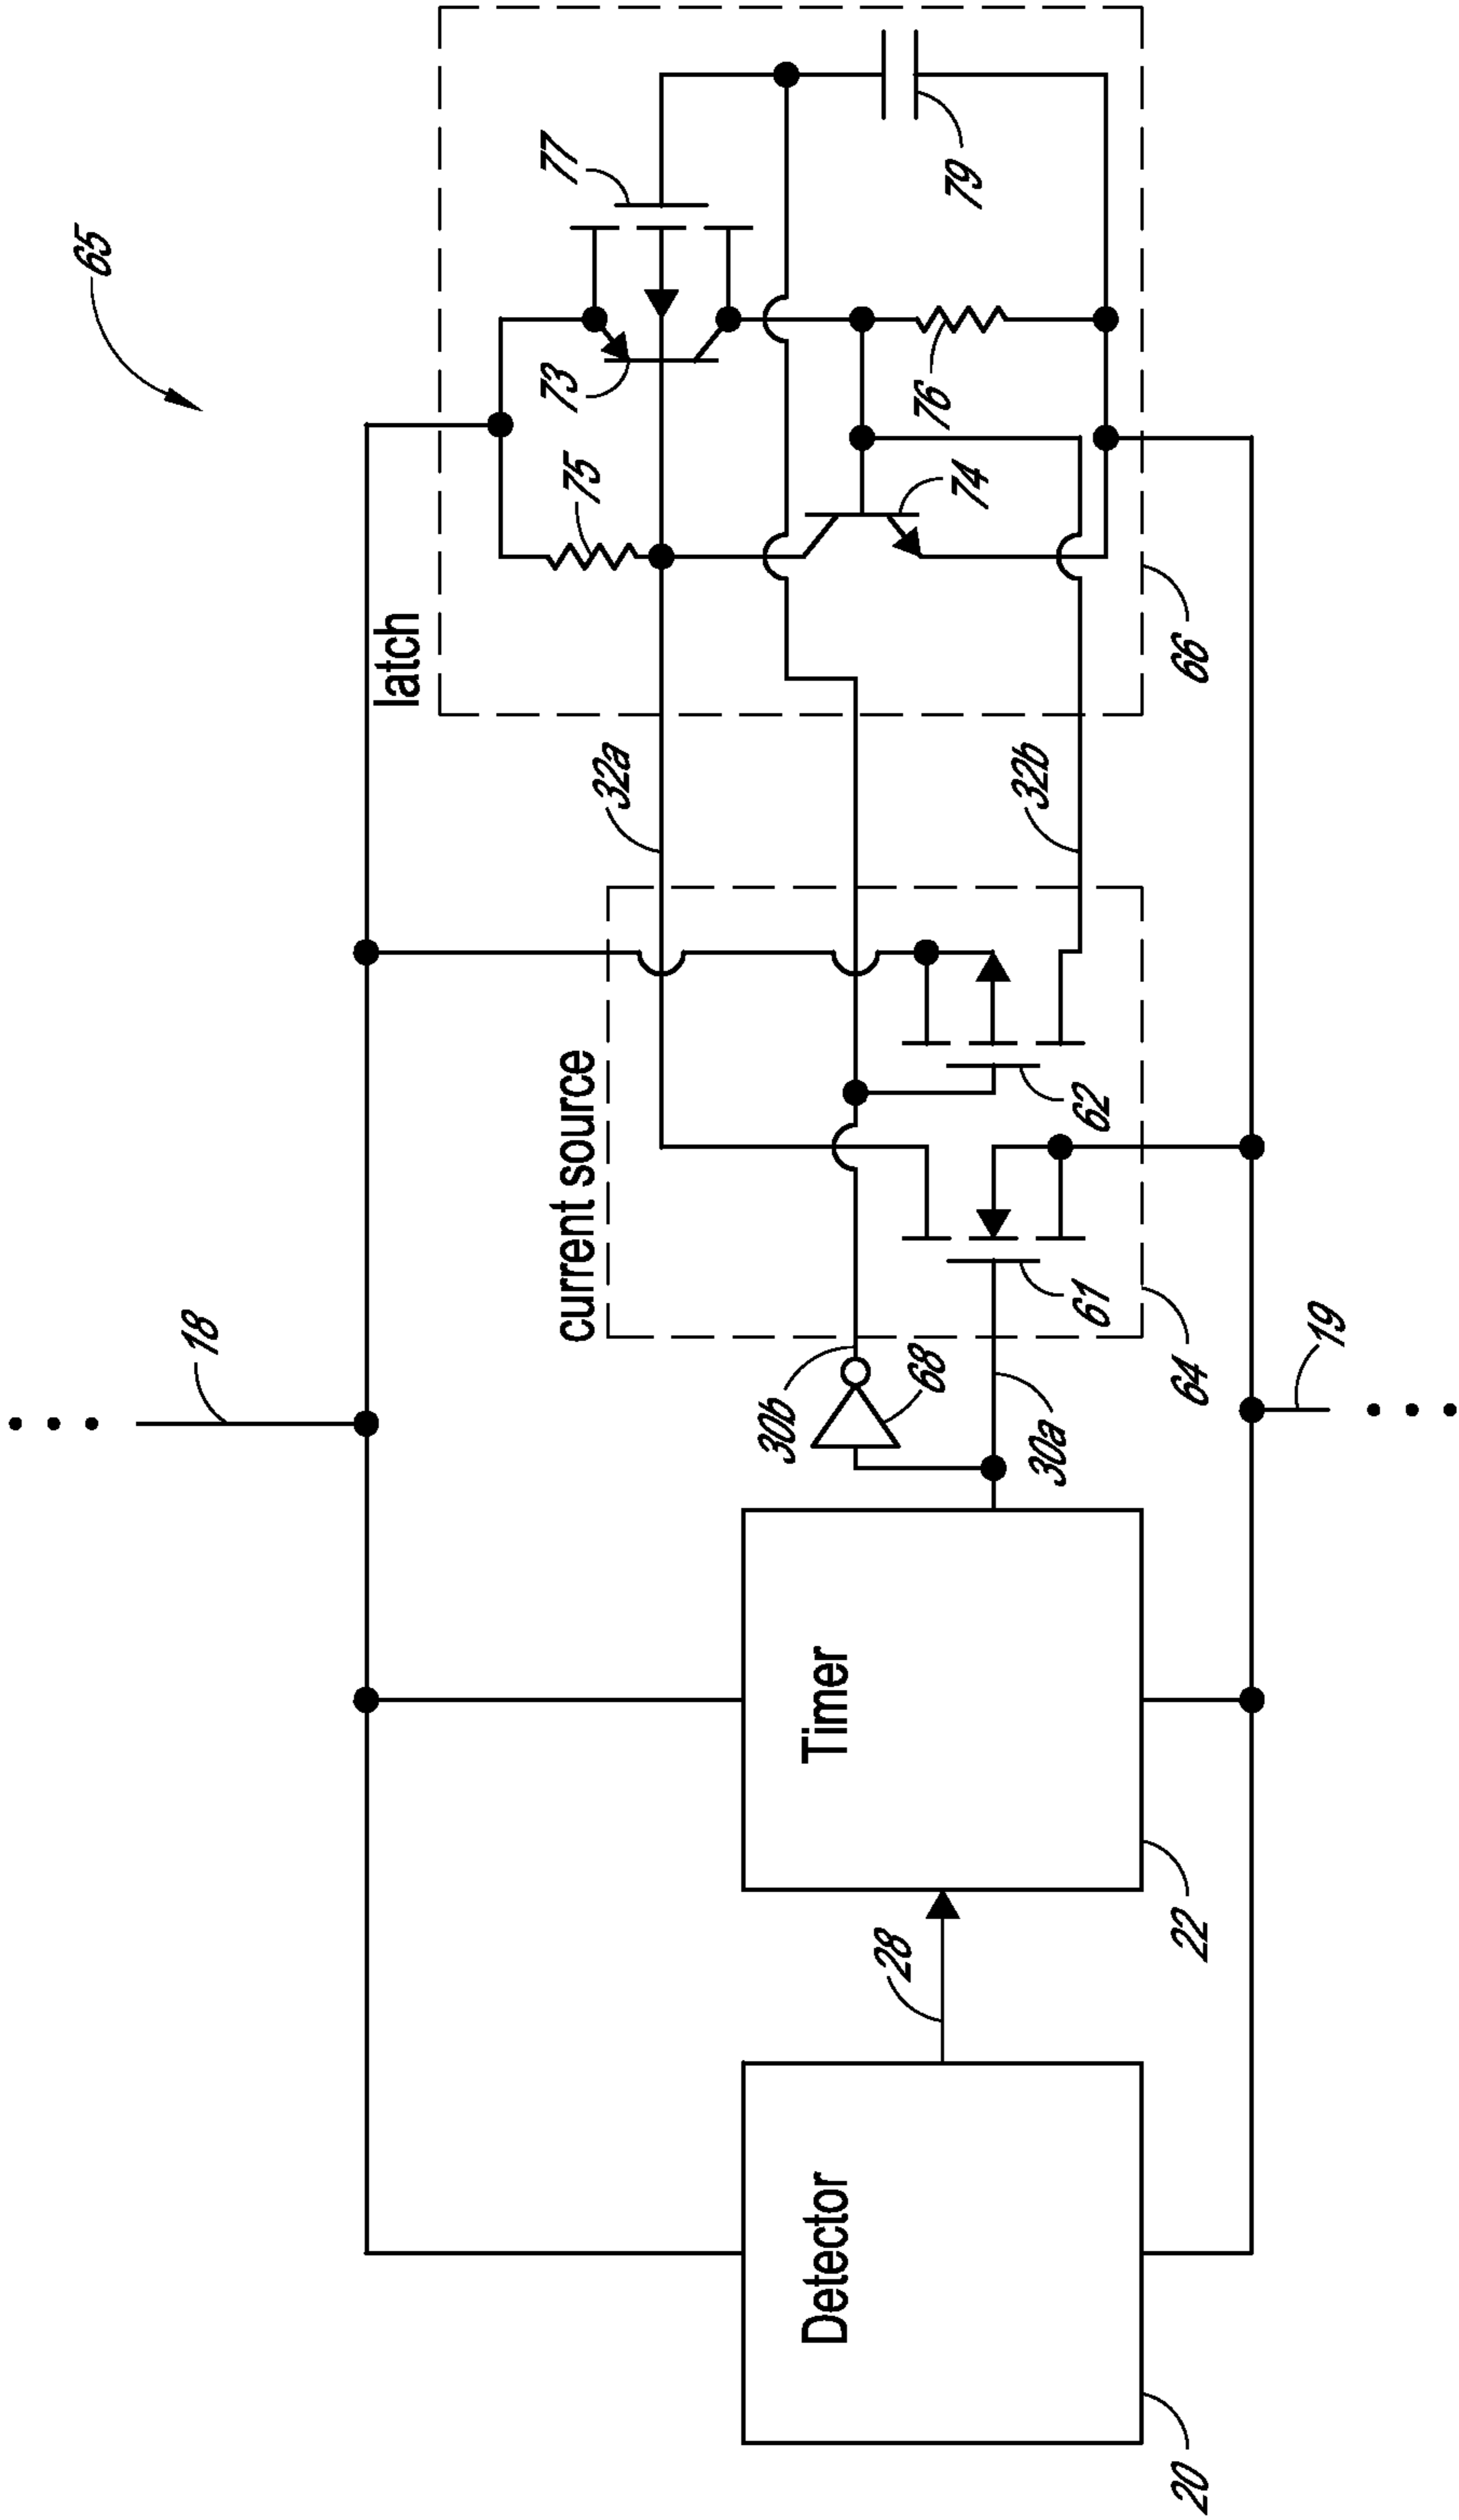 65
18
latch
77
73
75
79
76
74
66
32a
32b
current source
62
61
64
30b
68
30a
19
Timer
22
28
Detector
20